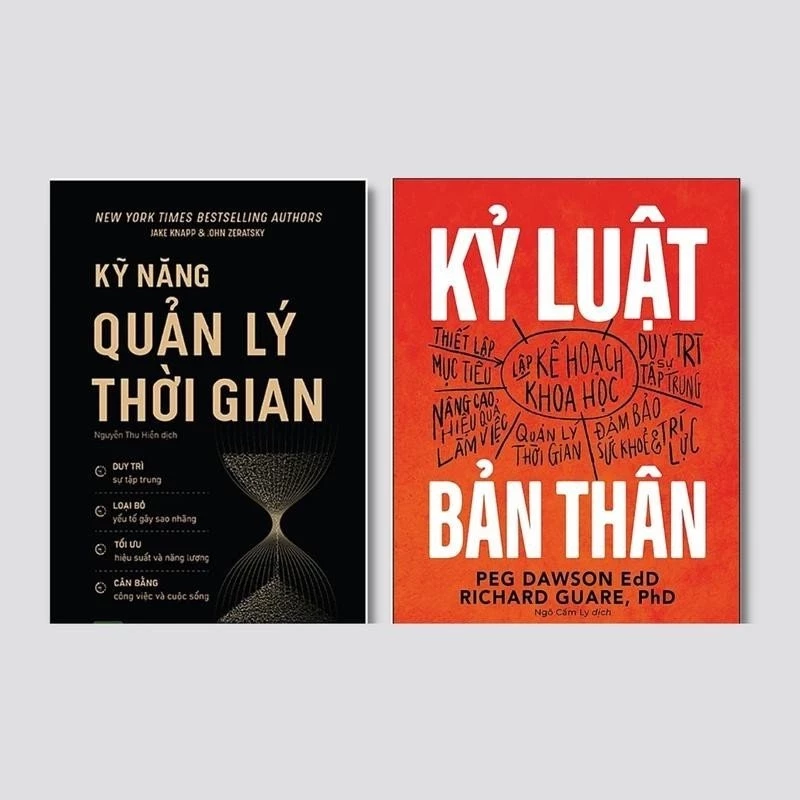 NEW YORK TIMES BESTSELLING AUTHORS
JAKE KNAPP & JOHN ZERATSKY
KỸ NĂNG
QUẢN LÝ
THỜI GIAN
Nguyễn Thu Hiền dịch
DUY TRÌ
sự tập trung
LOẠI BỎ
yếu tố gây sao nhãng
TỐI ƯU
hiệu suất và năng lượng
CÂN BẰNG
công việc và cuộc sống
KỶ LUẬT
THIẾT LẬP
MỤC TIÊU
LẬP KẾ HOẠCH
KHOA HỌC
DUY TRÌ
SỰ
TẬP TRUNG
NÂNG CAO
HIỆU QUẢ
LÀM VIỆC
QUẢN LÝ
THỜI GIAN
ĐẢM BẢO
SỨC KHOẺ & TRÍ LỰC
BẢN THÂN
PEG DAWSON EdD
RICHARD GUARE, PhD
Ngô Cẩm Ly dịch